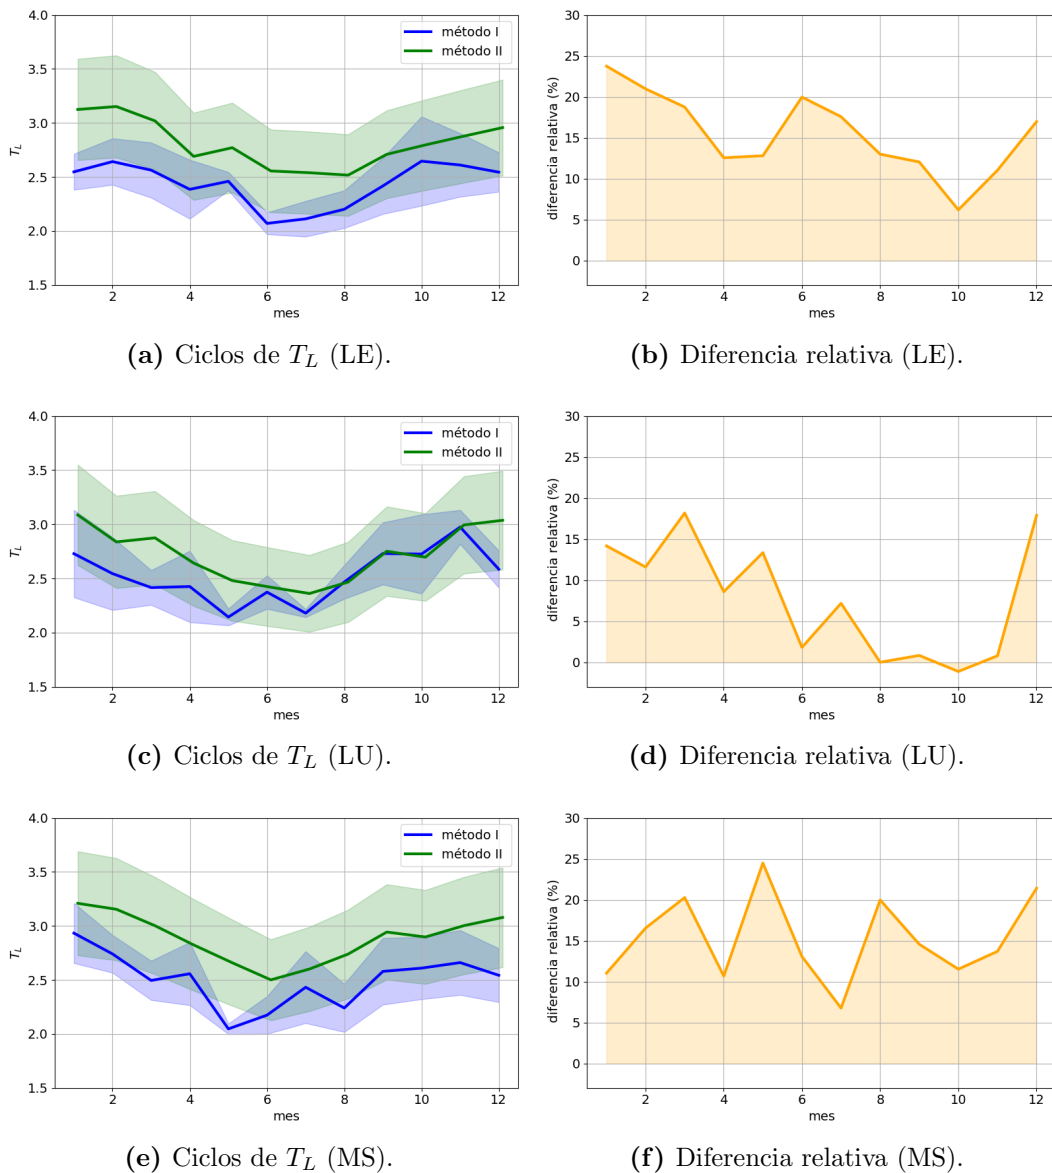 4.0
3.5
3.0
2.5
2.0
1.5
T_L
2 4 6 8 10 12
mes
método I
método II
30
25
20
15
10
5
0
diferencia relativa (%)
2 4 6 8 10 12
mes
(a) Ciclos de T_L (LE).
(b) Diferencia relativa (LE).
4.0
3.5
3.0
2.5
2.0
1.5
T_L
2 4 6 8 10 12
mes
método I
método II
30
25
20
15
10
5
0
diferencia relativa (%)
2 4 6 8 10 12
mes
(c) Ciclos de T_L (LU).
(d) Diferencia relativa (LU).
4.0
3.5
3.0
2.5
2.0
1.5
T_L
2 4 6 8 10 12
mes
método I
método II
30
25
20
15
10
5
0
diferencia relativa (%)
2 4 6 8 10 12
mes
(e) Ciclos de T_L (MS).
(f) Diferencia relativa (MS).